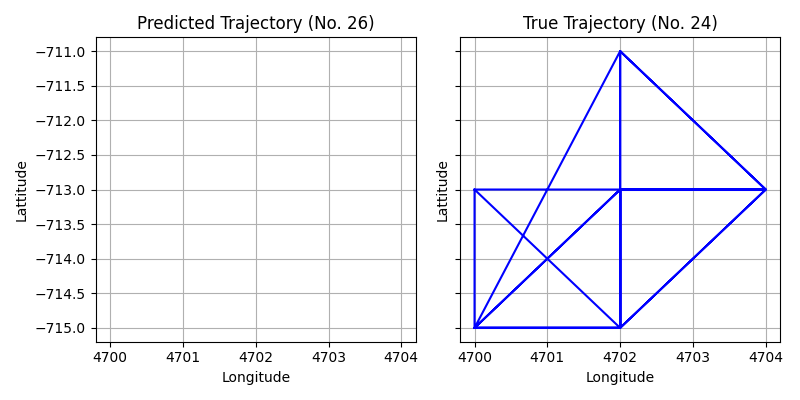 Predicted Trajectory (No. 26)
True Trajectory (No. 24)
Lattitude
−711.0
−711.5
−712.0
−712.5
−713.0
−713.5
−714.0
−714.5
−715.0
4700 4701 4702 4703 4704
Longitude
Lattitude
4700 4701 4702 4703 4704
Longitude